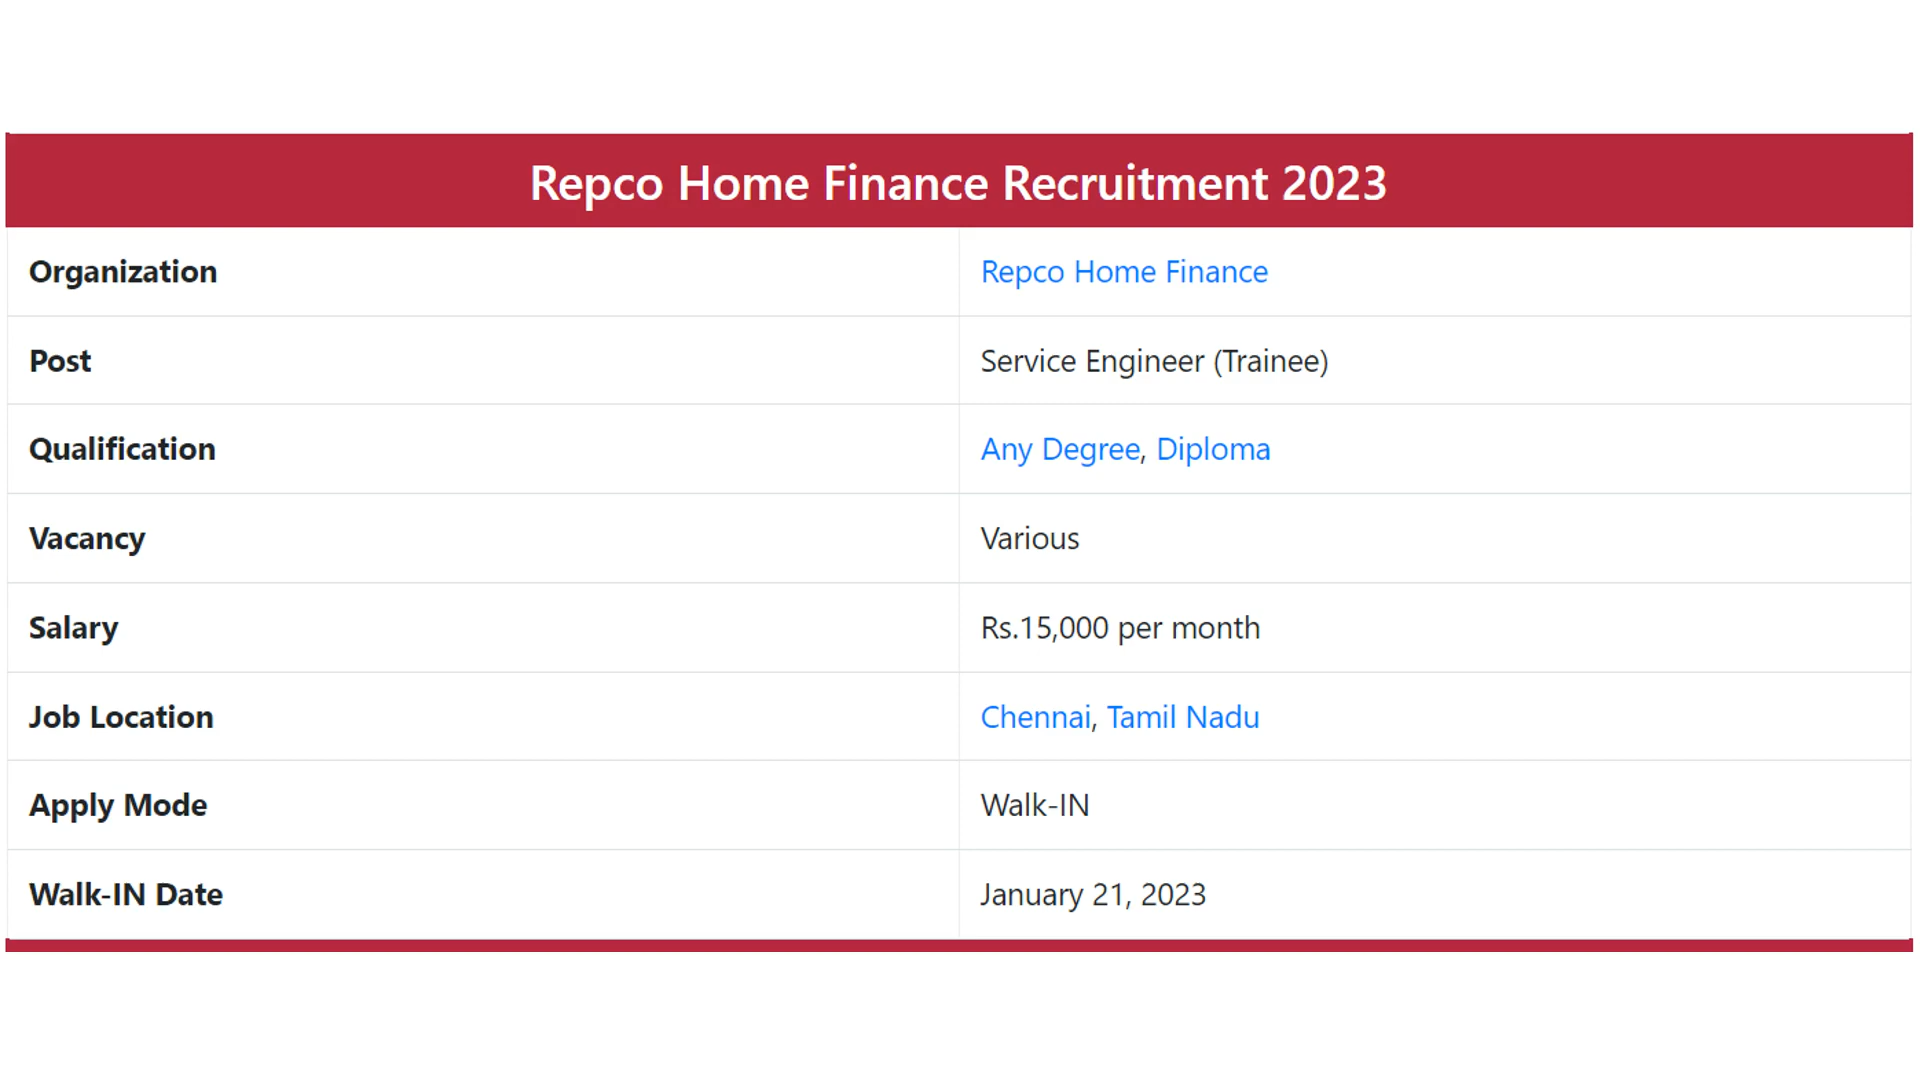 Repco Home Finance Recruitment 2023
Organization Repco Home Finance
Post Service Engineer (Trainee)
Qualification Any Degree, Diploma
Vacancy Various
Salary Rs.15,000 per month
Job Location Chennai, Tamil Nadu
Apply Mode Walk-IN
Walk-IN Date January 21, 2023